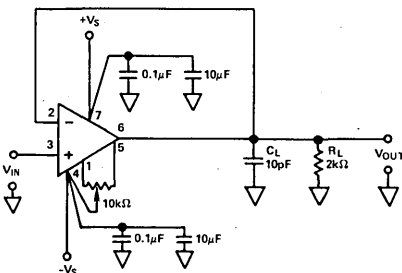 +VS
0.1µF
10µF
2
7
6
3
5
1
4
VIN
10kΩ
CL
10pF
RL
2kΩ
VOUT
0.1µF
10µF
-VS